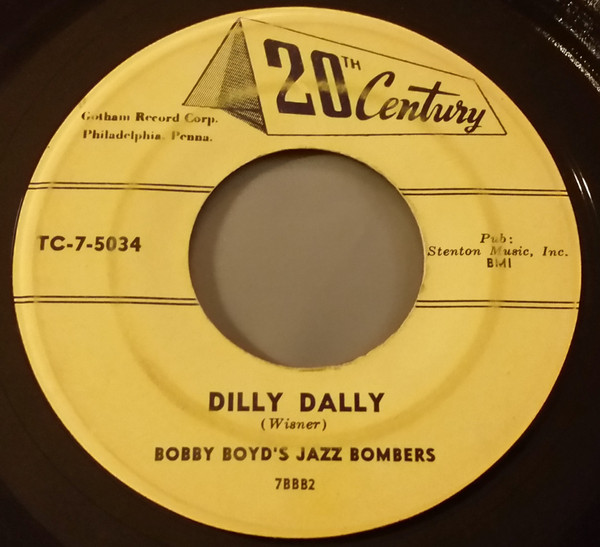 20TH Century
Gotham Record Corp.
Philadelphia, Penna.
TC-7-5034
Pub:
Stenton Music, Inc.
BMI
DILLY DALLY
(Wisner)
BOBBY BOYD'S JAZZ BOMBERS
7BBB2